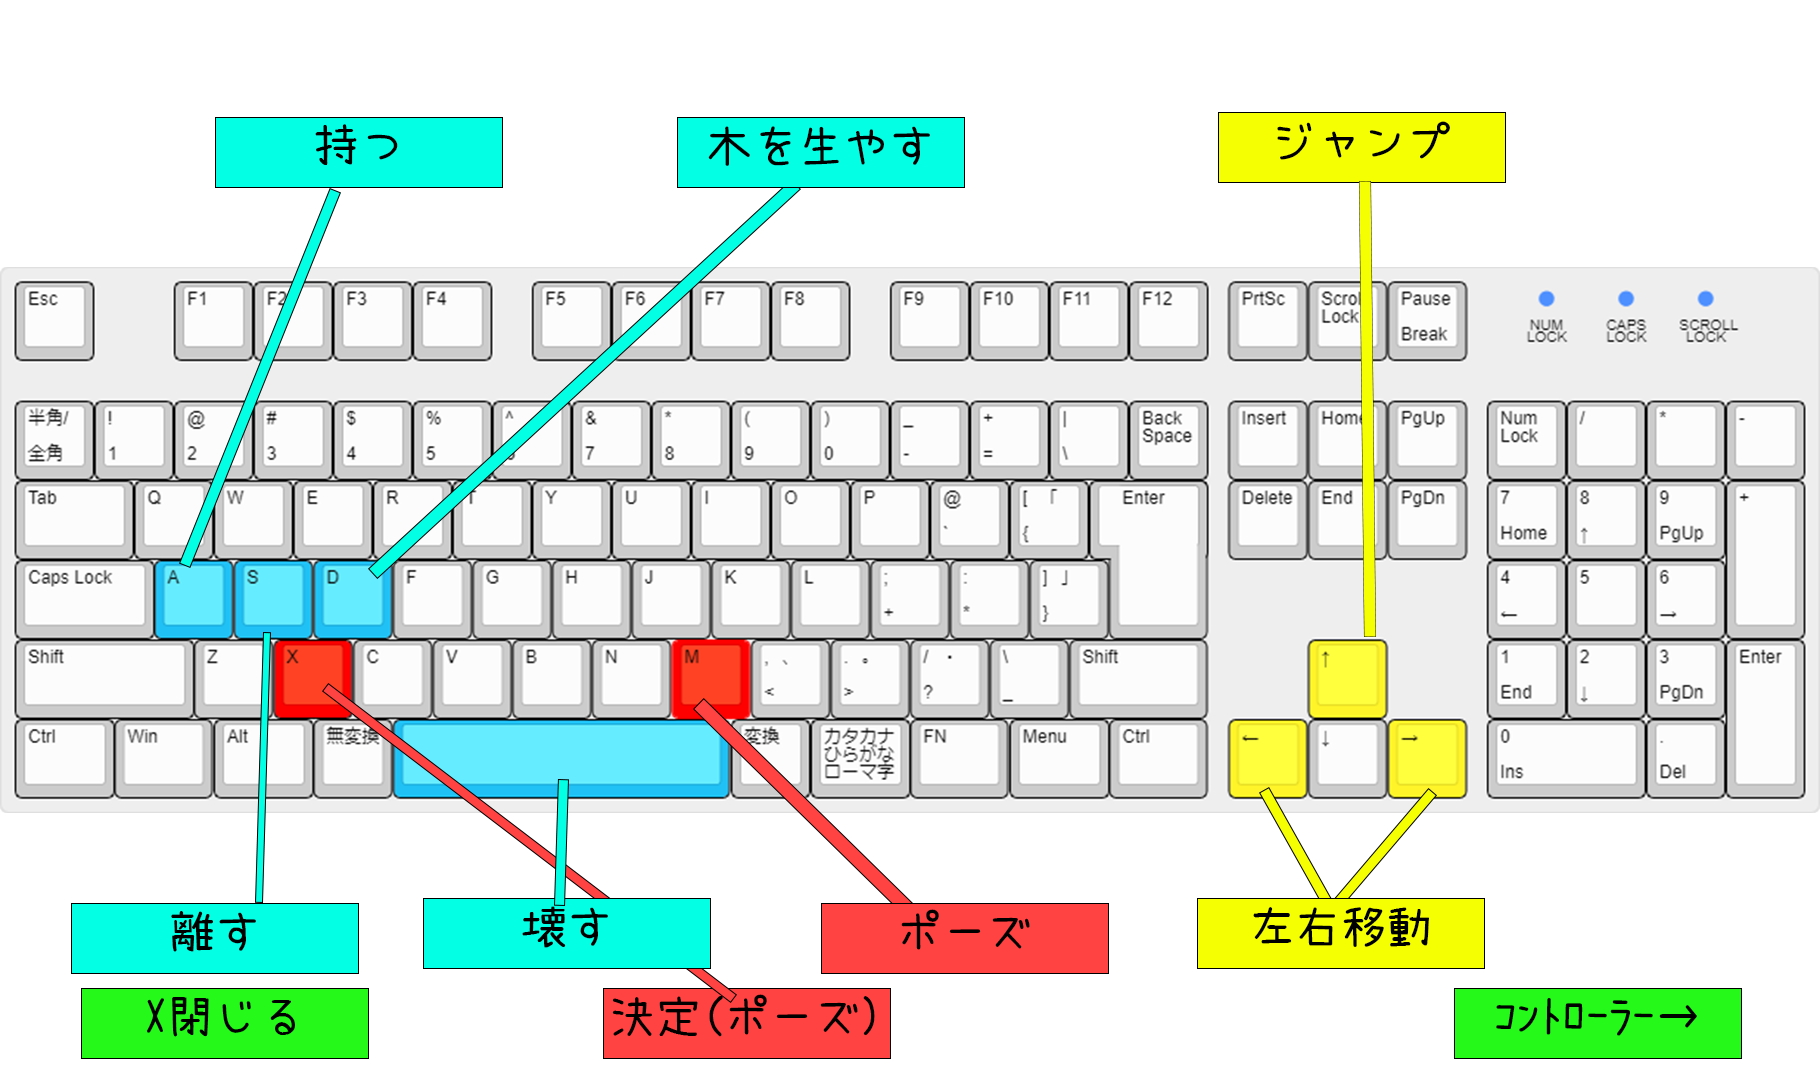 持つ
木を生やす
ジャンプ
Esc
F1
F2
F3
F4
F5
F6
F7
F8
F9
F10
F11
F12
PrtSc
Scroll
Lock
Pause
Break
NUM
LOCK
CAPS
LOCK
SCROLL
LOCK
半角/
全角
!
1
@
2
#
3
$
4
%
5
^
&
7
*
8
(
9
)
0
_
-
+
=
|
\
Back
Space
Insert
Home
PgUp
Num
Lock
/
*
-
Tab
Q
W
E
R
T
Y
U
I
O
P
@
`
[ 「
{
Enter
Delete
End
PgDn
7
Home
8
↑
9
PgUp
+
Caps Lock
A
S
D
F
G
H
J
K
L
;
+
:
*
] 」
}
4
←
5
6
→
Shift
Z
X
C
V
B
N
M
, 、
<
. 。
>
/ ・
?
\
_
Shift
↑
1
End
2
↓
3
PgDn
Enter
Ctrl
Win
Alt
無変換
変換
カタカナ
ひらがな
ローマ字
FN
Menu
Ctrl
←
↓
→
0
Ins
.
Del
離す
壊す
ポーズ
左右移動
X閉じる
決定(ポーズ)
コントローラー→